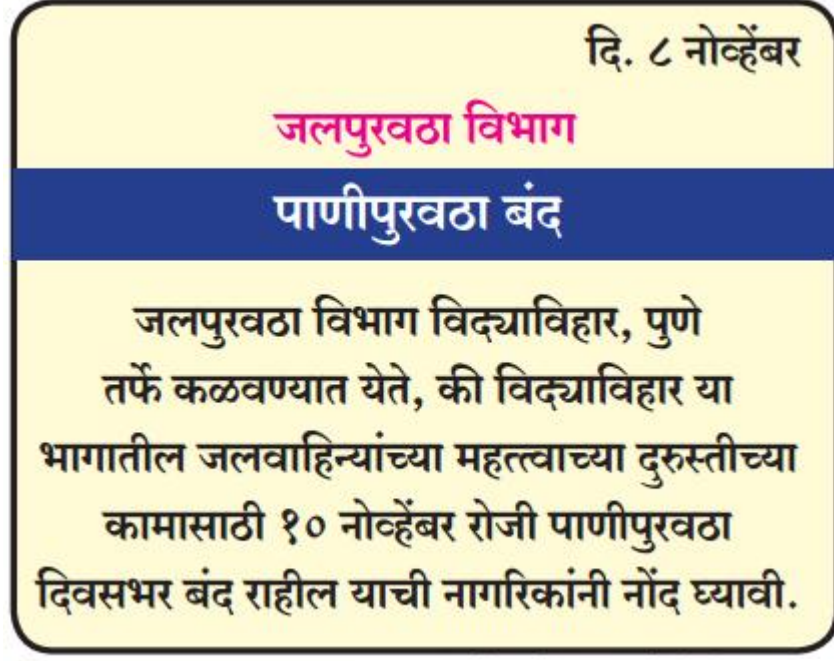 दि. ८ नोव्हेंबर
जलपुरवठा विभाग
पाणीपुरवठा बंद
जलपुरवठा विभाग विद्याविहार, पुणे
तर्फे कळवण्यात येते, की विद्याविहार या
भागातील जलवाहिन्यांच्या महत्त्वाच्या दुरुस्तीच्या
कामासाठी १० नोव्हेंबर रोजी पाणीपुरवठा
दिवसभर बंद राहील याची नागरिकांनी नोंद घ्यावी.